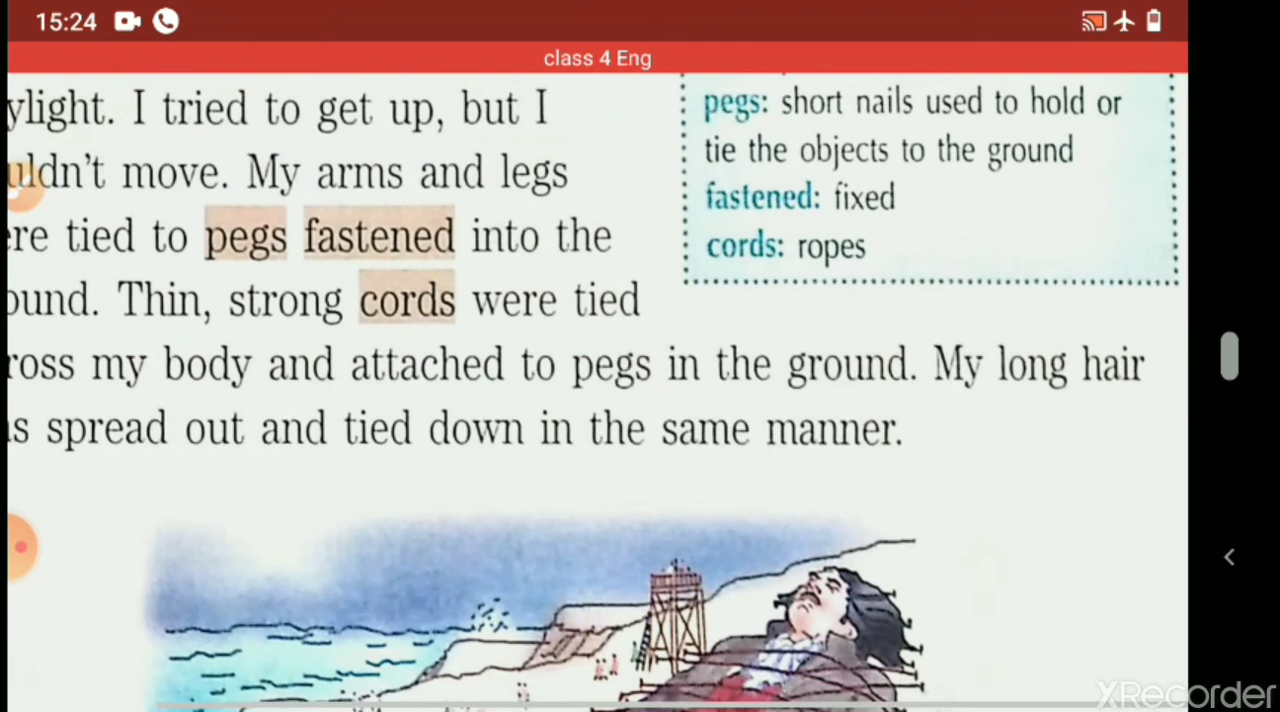 15:24
class 4 Eng
ylight. I tried to get up, but I
uldn't move. My arms and legs
re tied to pegs fastened into the
ound. Thin, strong cords were tied
ross my body and attached to pegs in the ground. My long hair
s spread out and tied down in the same manner.
pegs: short nails used to hold or
tie the objects to the ground
fastened: fixed
cords: ropes
XRecorder